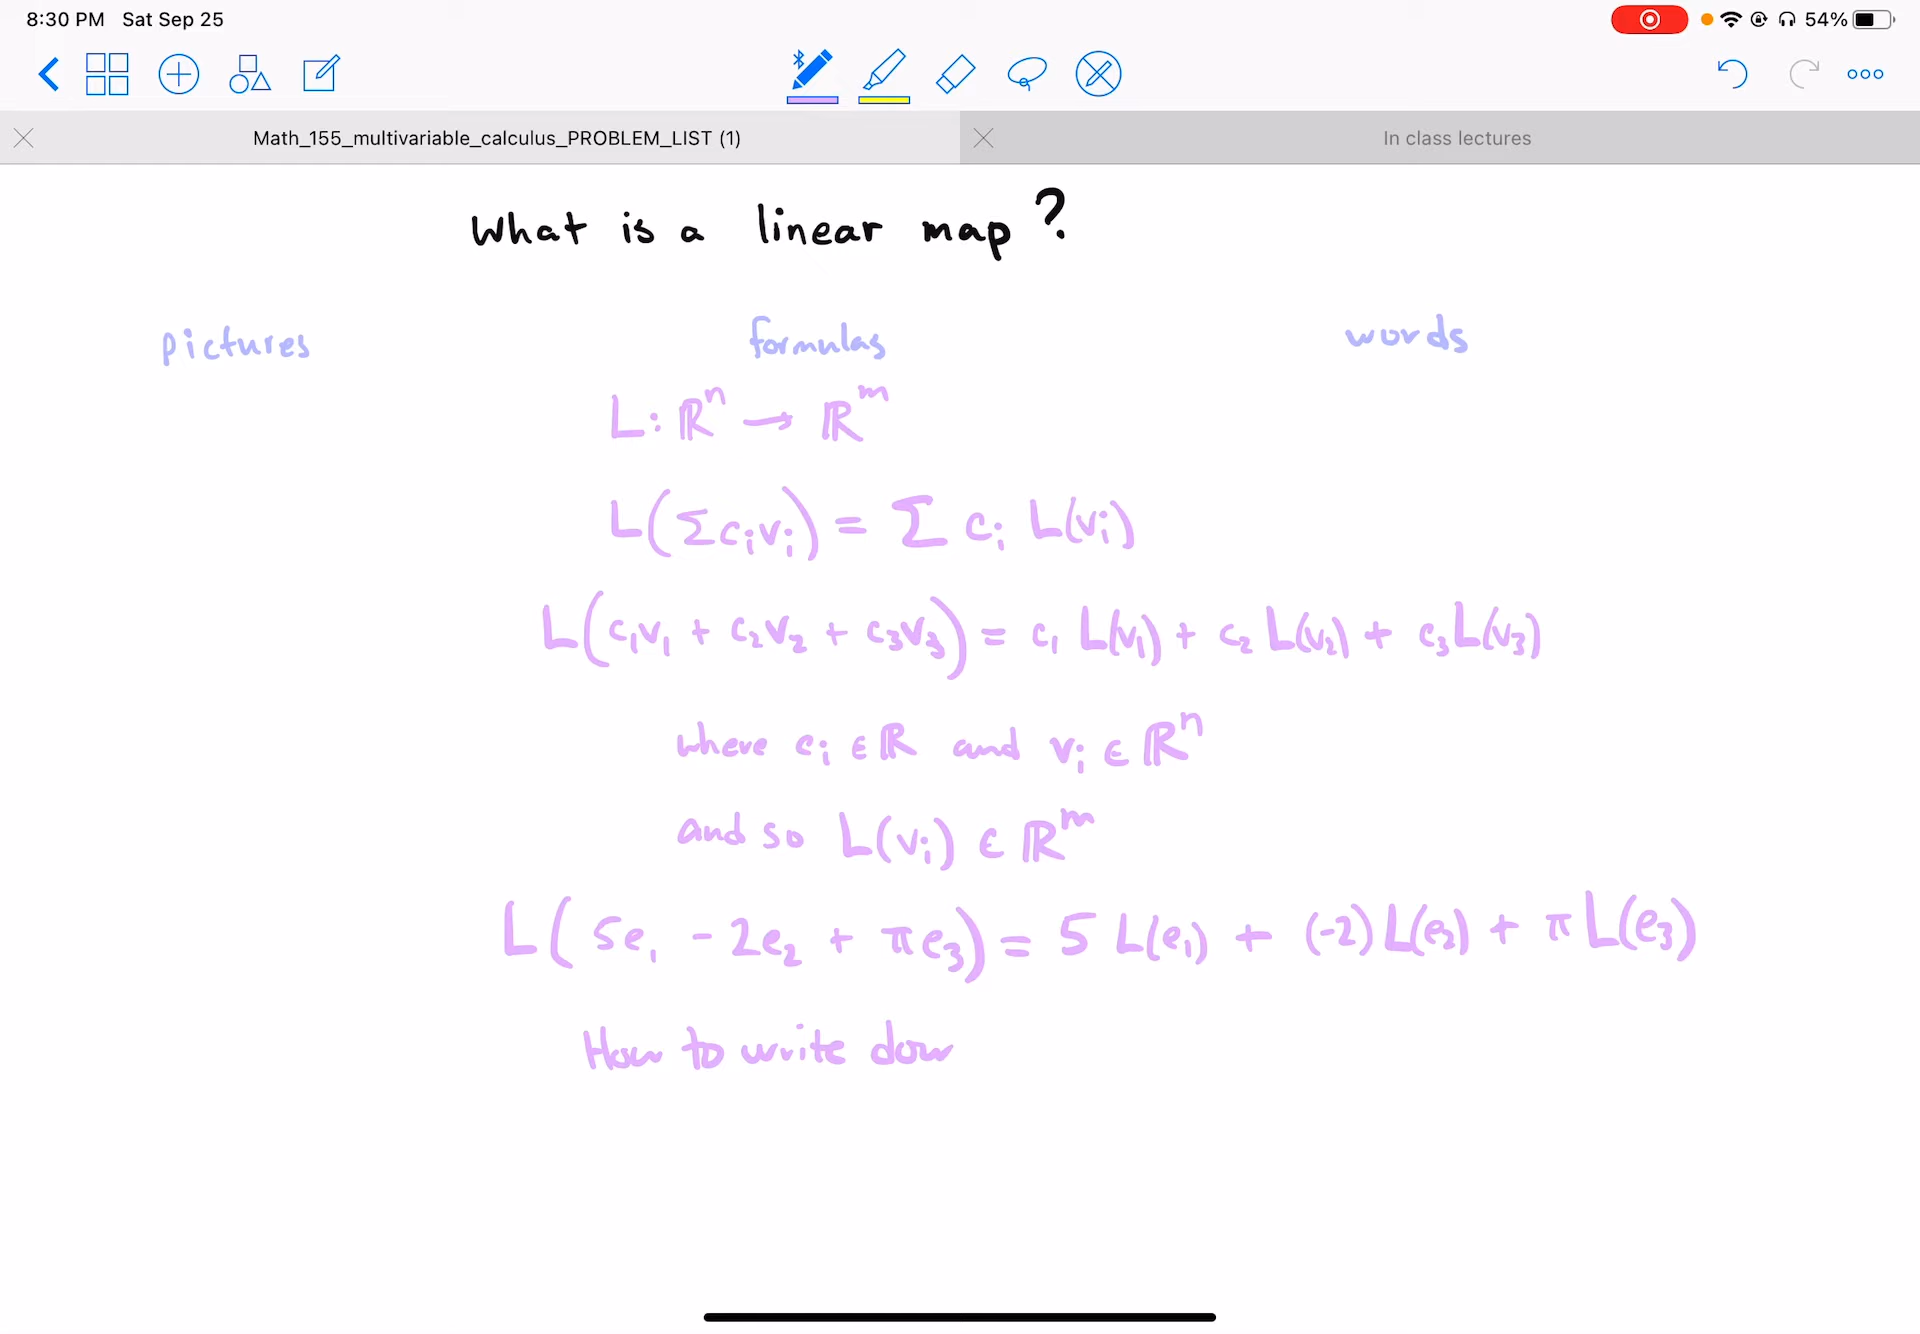 8:30 PM Sat Sep 25
54%
Math_155_multivariable_calculus_PROBLEM_LIST (1)
In class lectures
What is a linear map?
pictures formulas words
L: ℝⁿ → ℝᵐ
L(Σcᵢvᵢ) = Σ cᵢ L(vᵢ)
L(c₁v₁ + c₂v₂ + c₃v₃) = c₁ L(v₁) + c₂ L(v₂) + c₃L(v₃)
where cᵢ ∈ ℝ and vᵢ ∈ ℝⁿ
and so L(vᵢ) ∈ ℝᵐ
L( 5e₁ - 2e₂ + πe₃) = 5 L(e₁) + (-2) L(e₂) + π L(e₃)
How to write dow